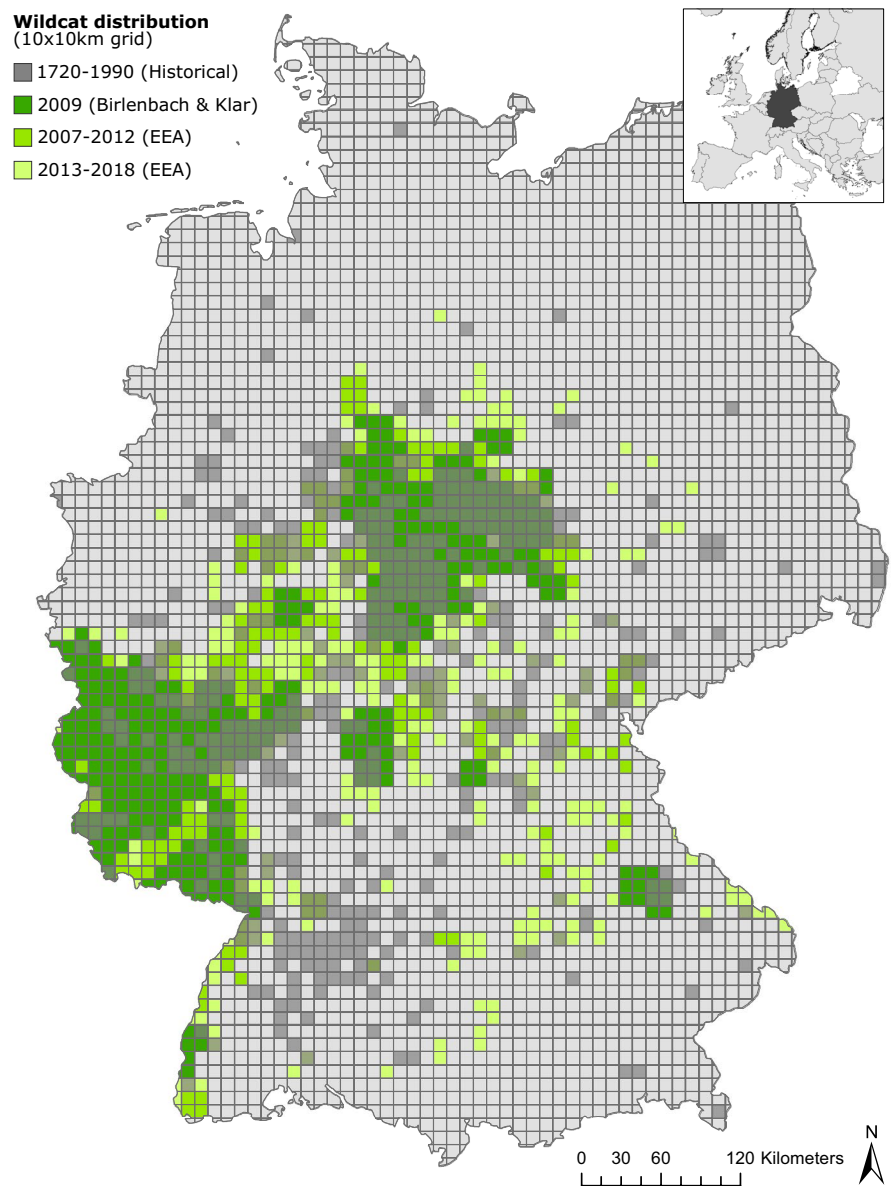 Wildcat distribution
(10x10km grid)
1720-1990 (Historical)
2009 (Birlenbach & Klar)
2007-2012 (EEA)
2013-2018 (EEA)
N
0 30 60 120 Kilometers